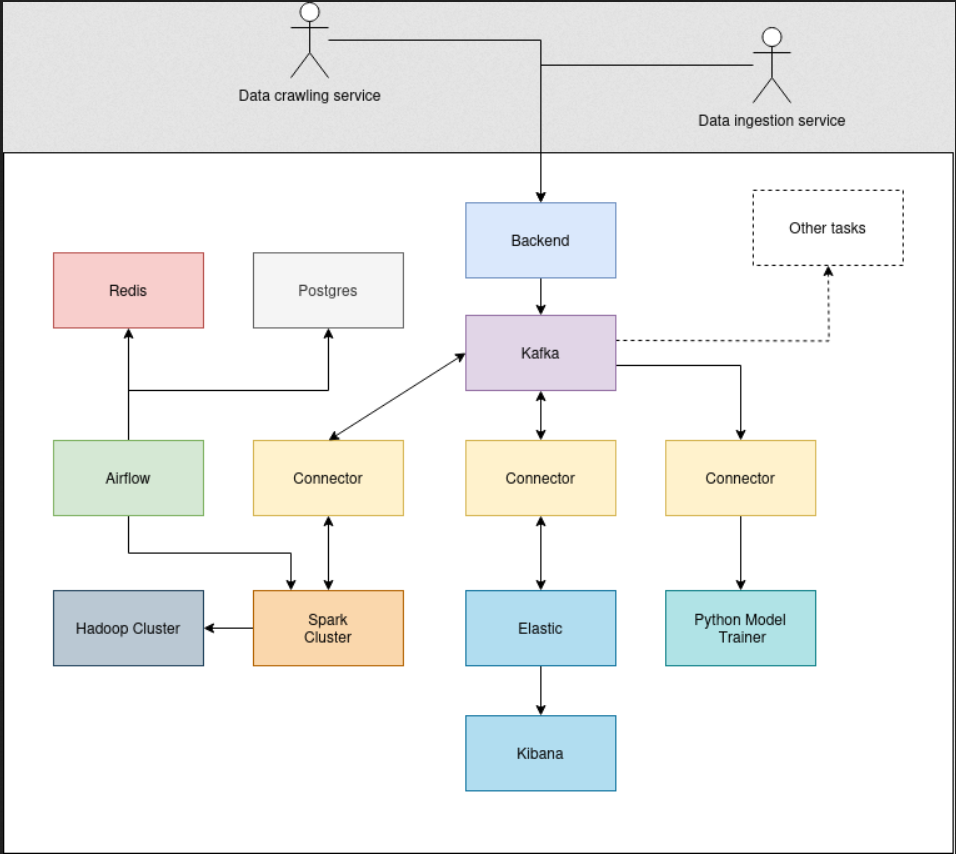 Data crawling service
Data ingestion service
Backend
Other tasks
Redis
Postgres
Kafka
Airflow
Connector
Connector
Connector
Hadoop Cluster
Spark
Cluster
Elastic
Python Model
Trainer
Kibana